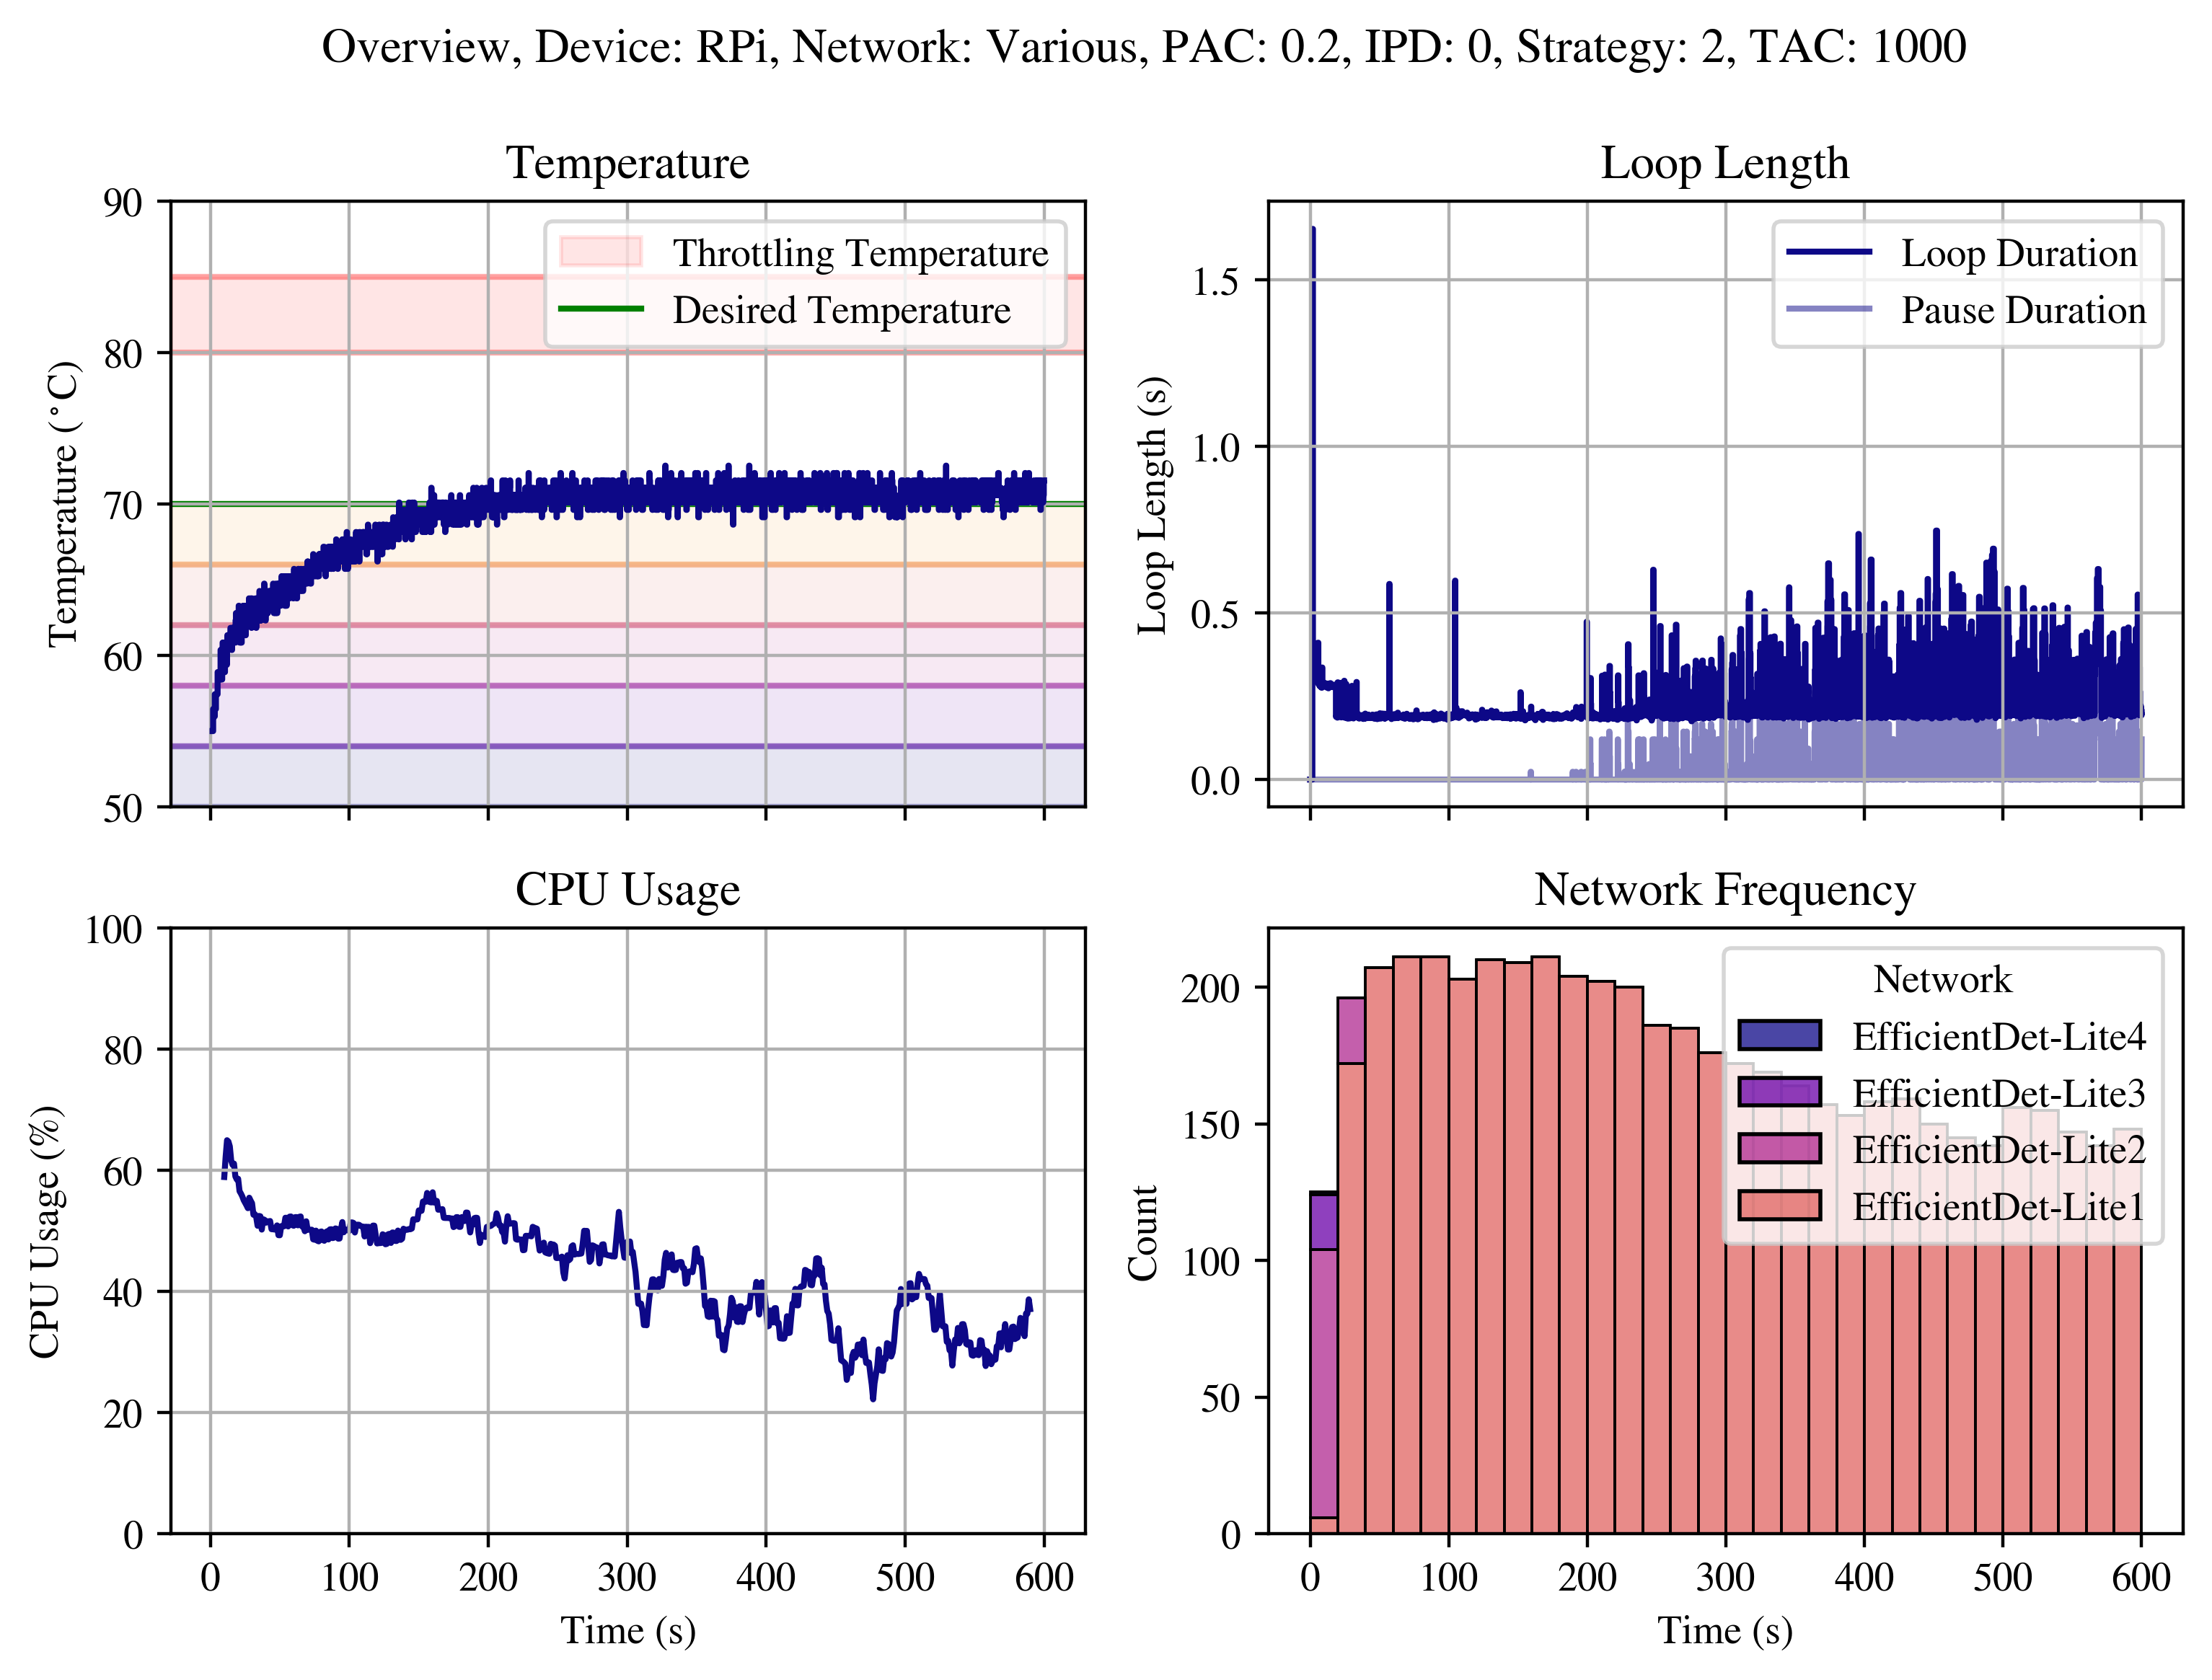 Overview, Device: RPi, Network: Various, PAC: 0.2, IPD: 0, Strategy: 2, TAC: 1000
Temperature
90
80
70
60
50
Temperature (°C)
Throttling Temperature
Desired Temperature
Loop Length
1.5
1.0
0.5
0.0
Loop Length (s)
Loop Duration
Pause Duration
CPU Usage
100
80
60
40
20
0
CPU Usage (%)
0 100 200 300 400 500 600
Time (s)
Network Frequency
200
150
100
50
0
Count
Network
EfficientDet-Lite4
EfficientDet-Lite3
EfficientDet-Lite2
EfficientDet-Lite1
0 100 200 300 400 500 600
Time (s)